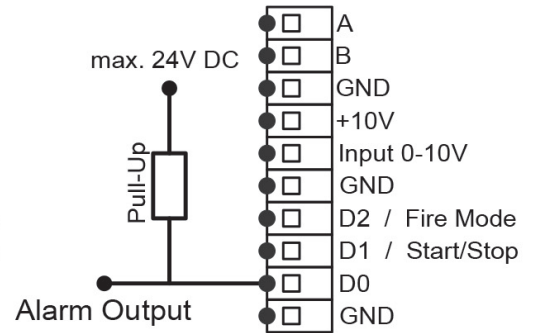 A
max. 24V DC
B
GND
+10V
Pull-Up
Input 0-10V
GND
D2 / Fire Mode
D1 / Start/Stop
D0
Alarm Output
GND